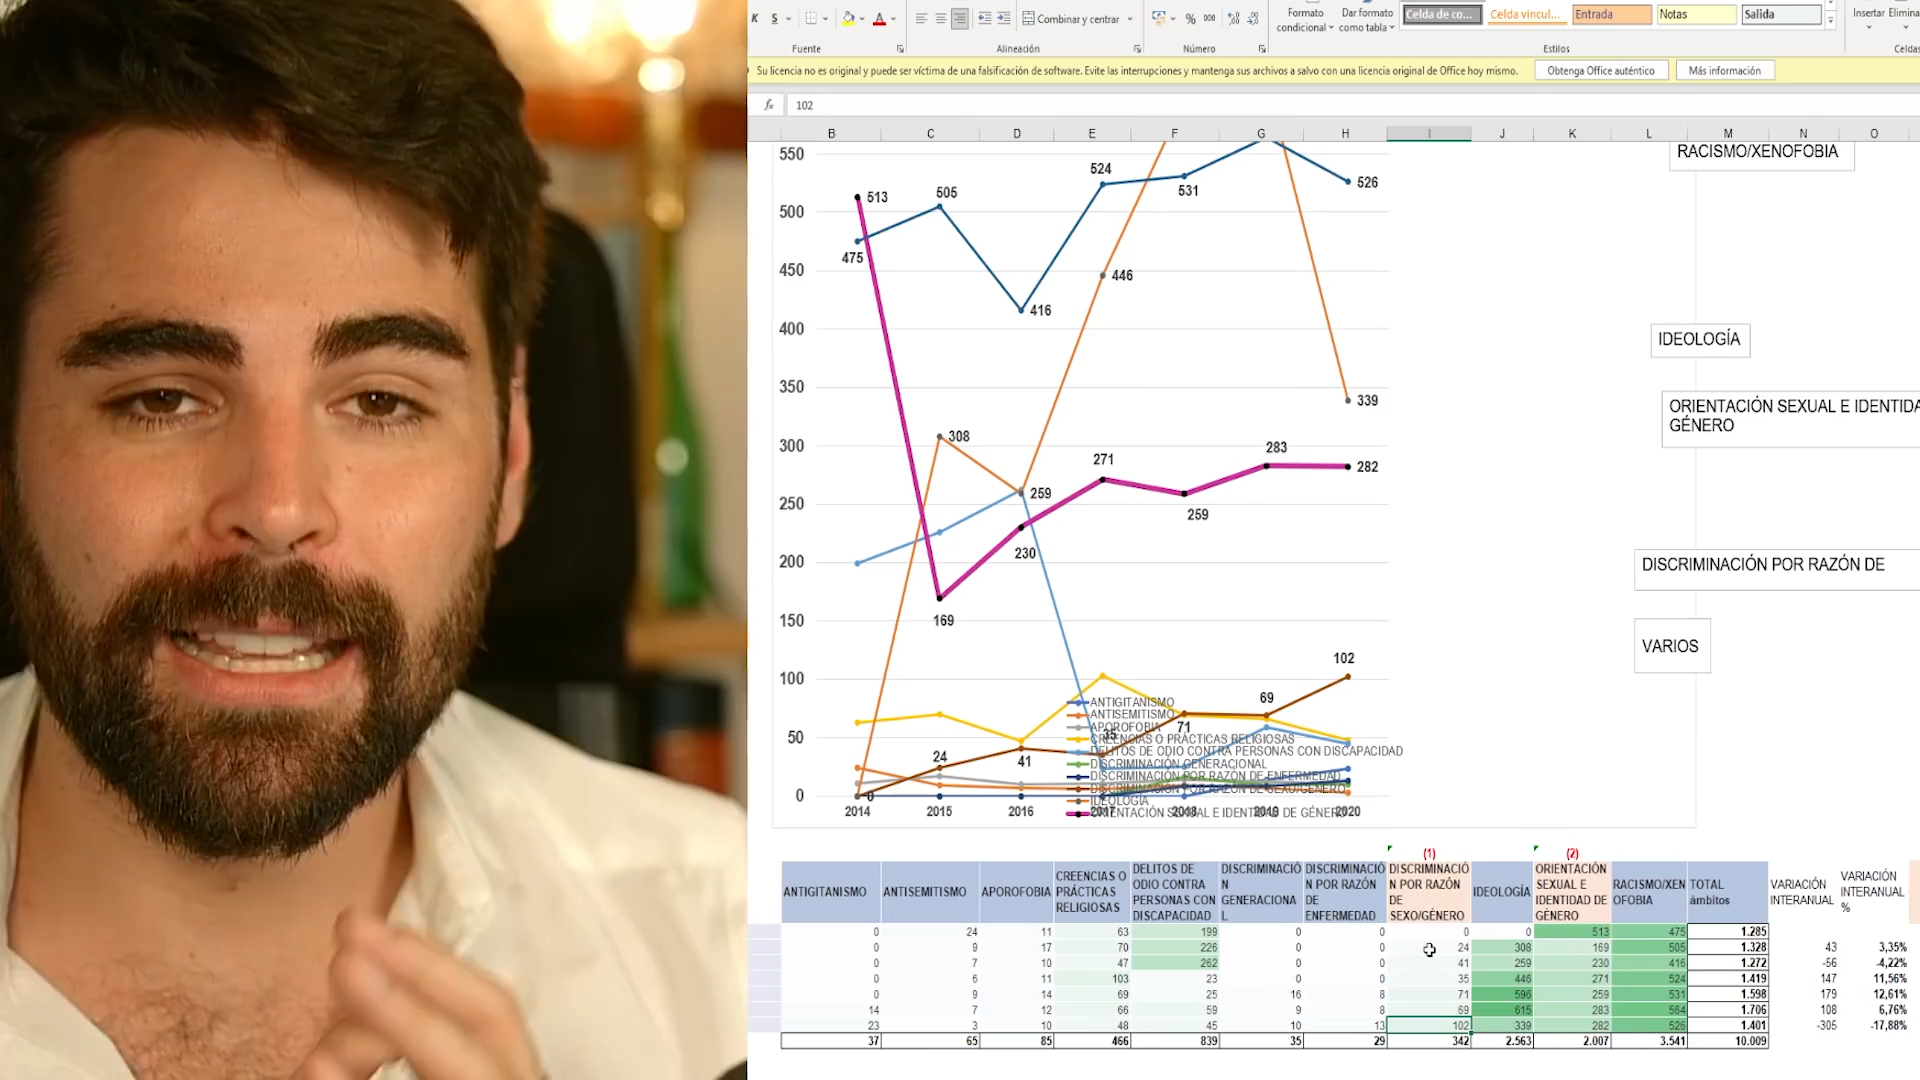 K S
Combinar y centrar
% 000
Formato condicional
Dar formato como tabla
Celda de co...
Celda vincul...
Entrada
Notas
Salida
Insertar
Elimina
Fuente
Alineación
Número
Estilos
Celdas
Su licencia no es original y puede ser víctima de una falsificación de software. Evite las interrupciones y mantenga sus archivos a salvo con una licencia original de Office hoy mismo.
Obtenga Office auténtico
Más información
fx 102
B C D E F G H I J K L M N O
550
500
450
400
350
300
250
200
150
100
50
0
513
475
505
416
524
531
526
446
308
259
339
169
230
271
259
283
282
24
41
35
71
69
102
0
ANTIGITANISMO
ANTISEMITISMO
APOROFOBIA
CREENCIAS O PRÁCTICAS RELIGIOSAS
DELITOS DE ODIO CONTRA PERSONAS CON DISCAPACIDAD
DISCRIMINACIÓN GENERACIONAL
DISCRIMINACIÓN POR RAZÓN DE ENFERMEDAD
DISCRIMINACIÓN POR RAZÓN DE SEXO/GÉNERO
IDEOLOGÍA
ORIENTACIÓN SEXUAL E IDENTIDAD DE GÉNERO
2014 2015 2016 2017 2018 2019 2020
RACISMO/XENOFOBIA
IDEOLOGÍA
ORIENTACIÓN SEXUAL E IDENTIDA
GÉNERO
DISCRIMINACIÓN POR RAZÓN DE
VARIOS
(1) (2)
ANTIGITANISMO
ANTISEMITISMO
APOROFOBIA
CREENCIAS O
PRÁCTICAS
RELIGIOSAS
DELITOS DE
ODIO CONTRA
PERSONAS CON
DISCAPACIDAD
DISCRIMINACIÓ
N
GENERACIONA
L
DISCRIMINACIÓ
N POR RAZÓN
DE
ENFERMEDAD
DISCRIMINACIÓ
N POR RAZÓN
DE
SEXO/GÉNERO
IDEOLOGÍA
ORIENTACIÓN
SEXUAL E
IDENTIDAD DE
GÉNERO
RACISMO/XEN
OFOBIA
TOTAL
ámbitos
VARIACIÓN
INTERANUAL
VARIACIÓN
INTERANUAL
%
0 24 11 63 199 0 0 0 0 513 475 1.285
0 9 17 70 226 0 0 24 308 169 505 1.328 43 3,35%
0 7 10 47 262 0 0 41 259 230 416 1.272 -56 -4,22%
0 6 11 103 23 0 0 35 446 271 524 1.419 147 11,56%
0 9 14 69 25 16 8 71 596 259 531 1.598 179 12,61%
14 7 12 66 59 9 8 69 615 283 564 1.706 108 6,76%
23 3 10 48 45 10 13 102 339 282 526 1.401 -305 -17,88%
37 65 85 466 839 35 29 342 2.563 2.007 3.541 10.009